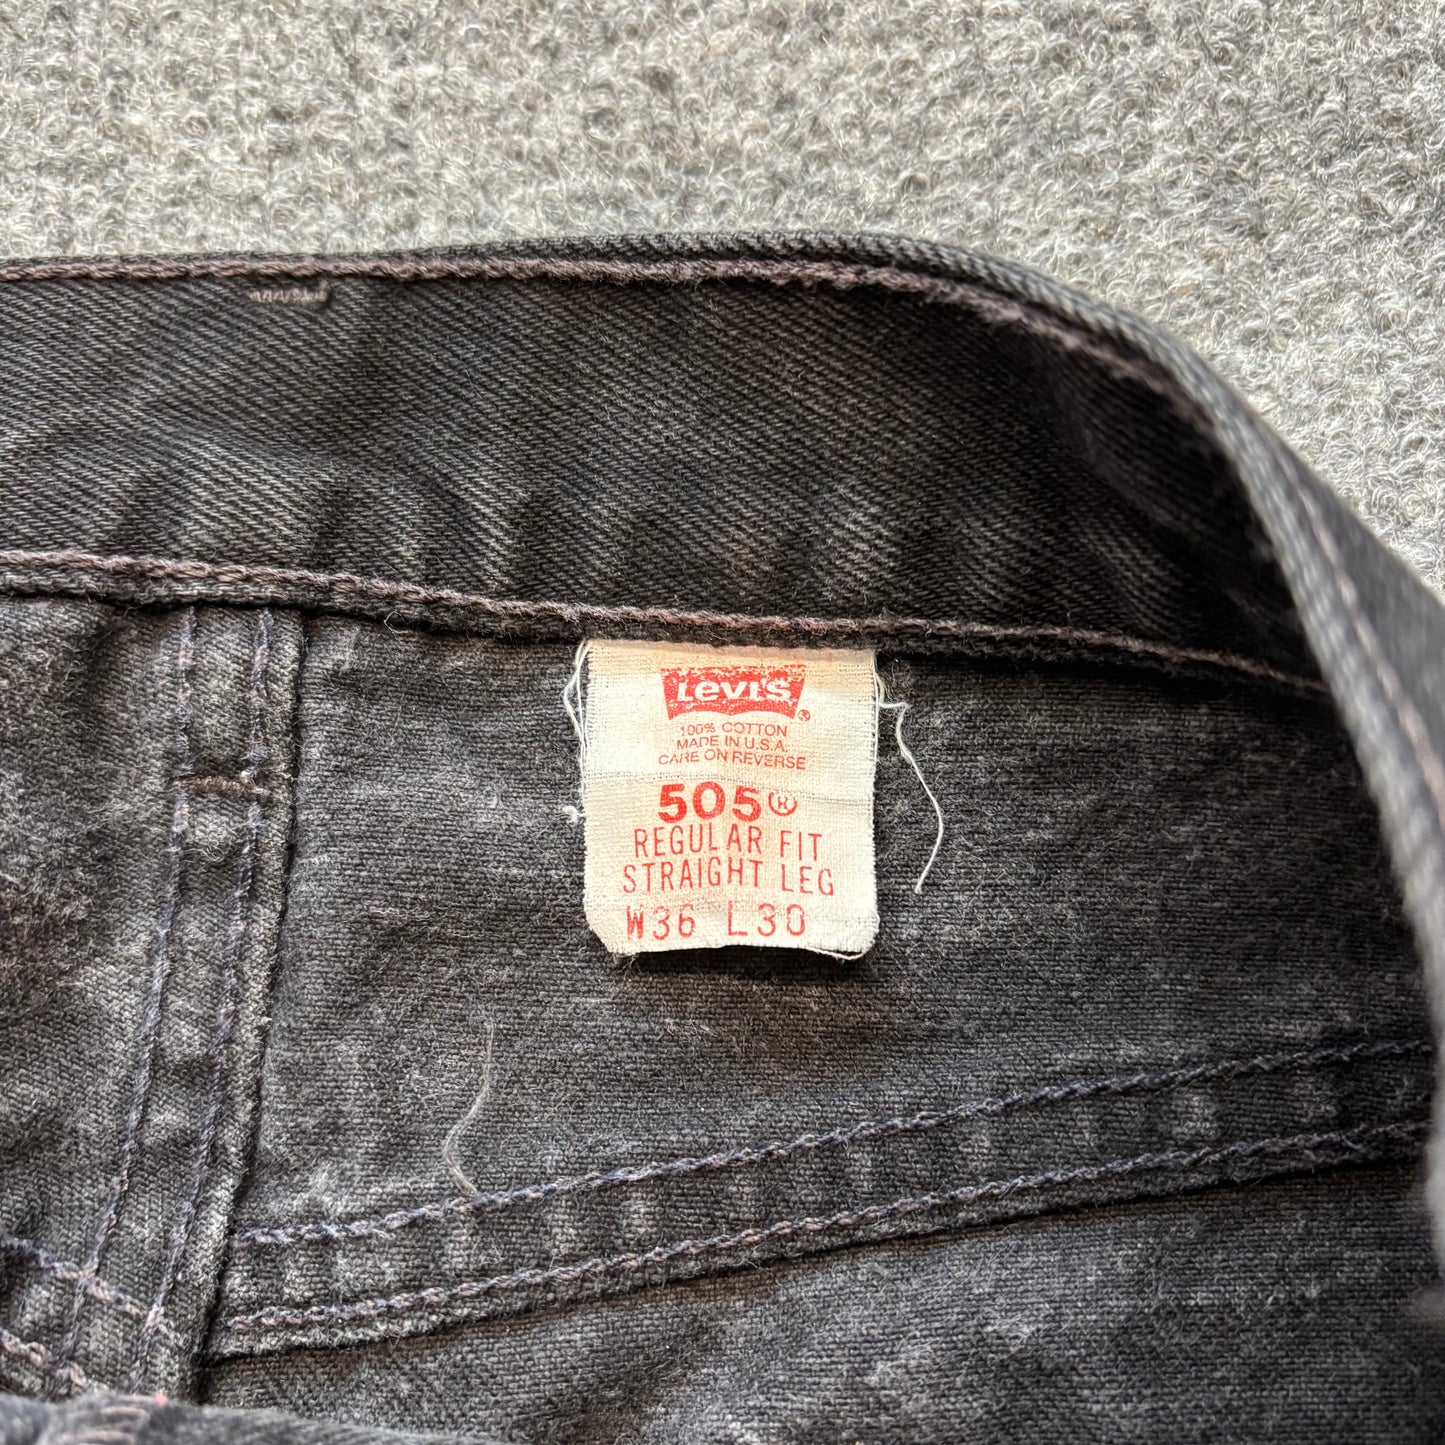 LEVI'S ®
100% COTTON
MADE IN U.S.A.
CARE ON REVERSE
505®
REGULAR FIT
STRAIGHT LEG
W36 L30